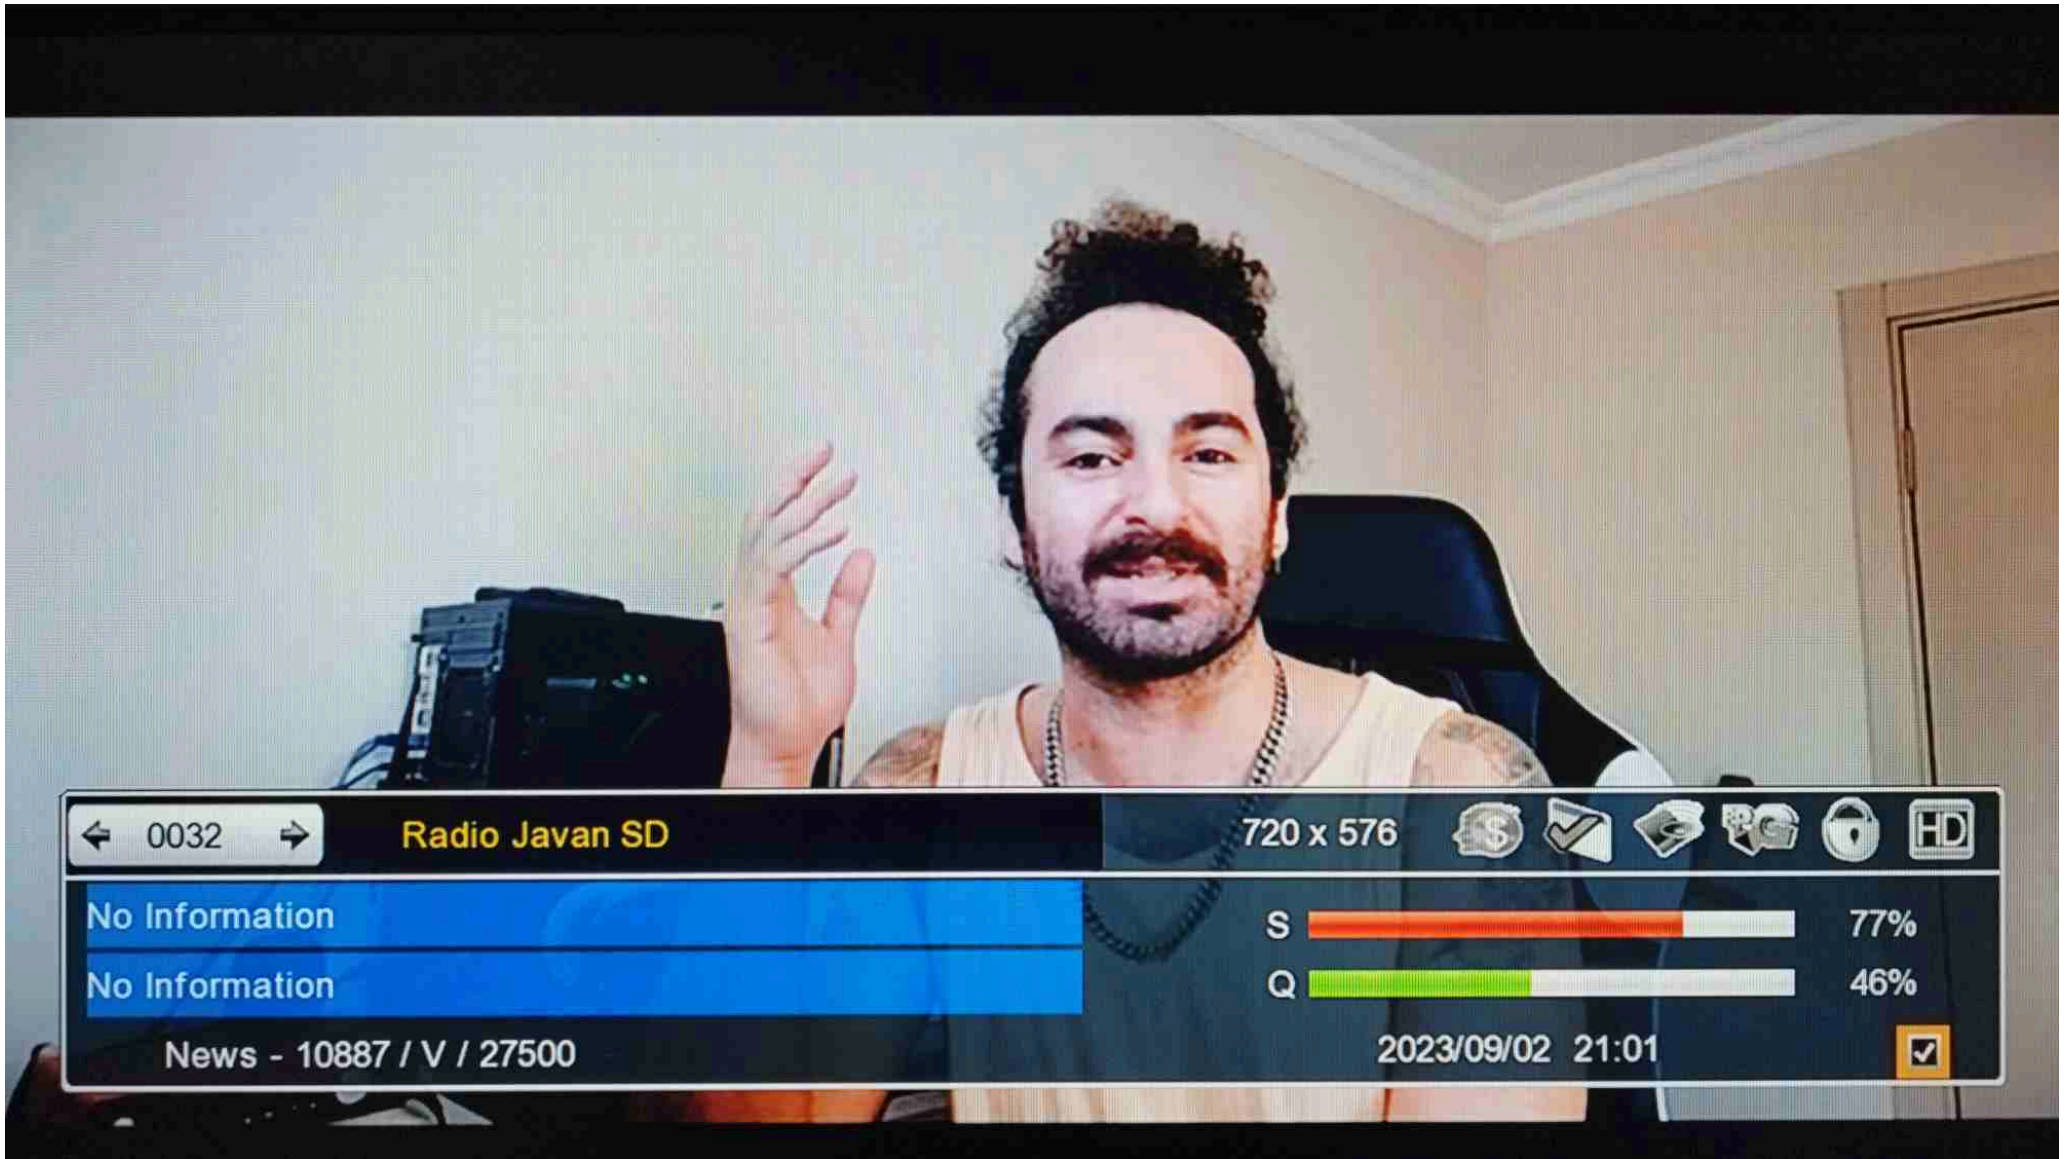 0032
Radio Javan SD
720 x 576
HD
No Information
S 77%
No Information
Q 46%
News - 10887 / V / 27500
2023/09/02 21:01